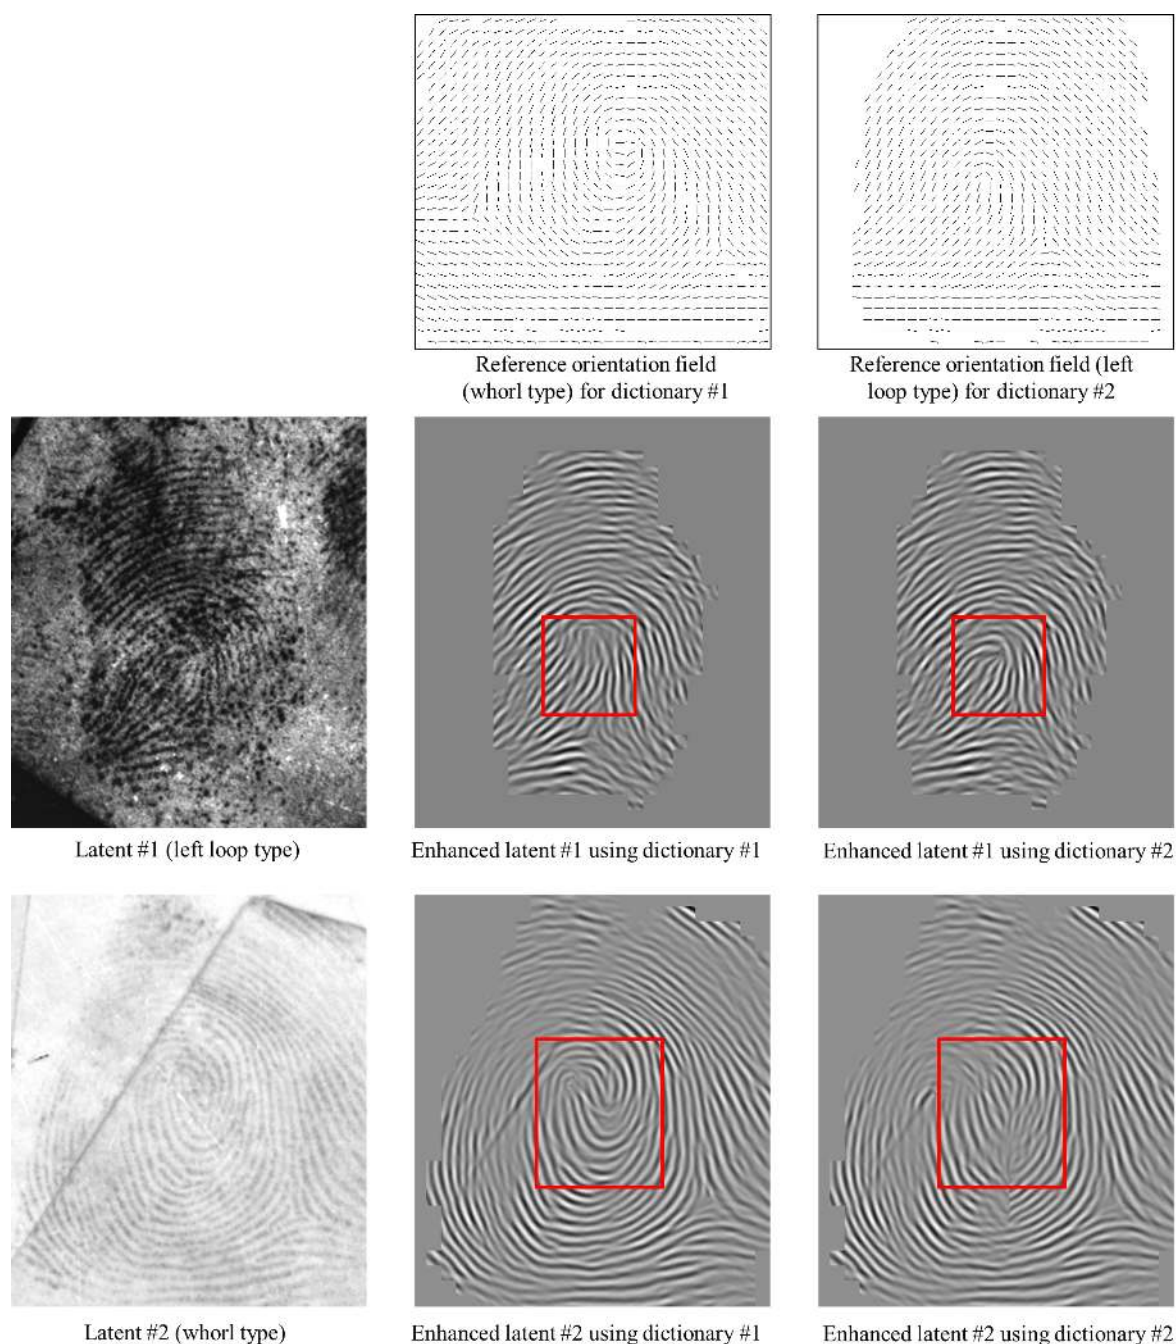 Reference orientation field
(whorl type) for dictionary #1
Reference orientation field (left
loop type) for dictionary #2
Latent #1 (left loop type)
Enhanced latent #1 using dictionary #1
Enhanced latent #1 using dictionary #2
Latent #2 (whorl type)
Enhanced latent #2 using dictionary #1
Enhanced latent #2 using dictionary #2